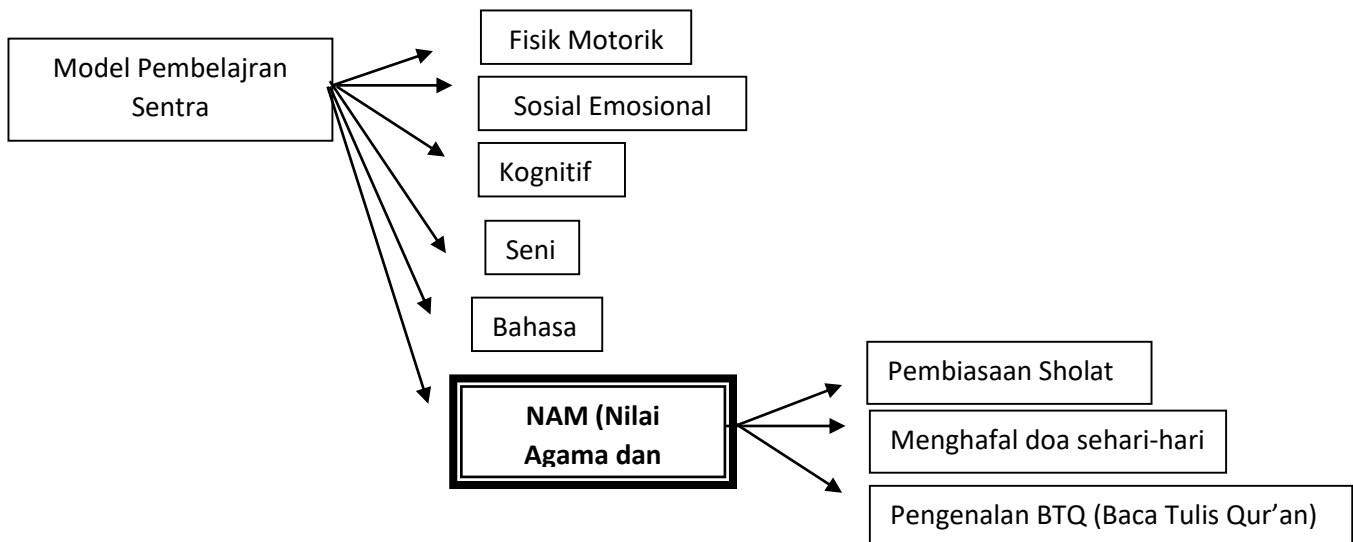 Model Pembelajran
Sentra
Fisik Motorik
Sosial Emosional
Kognitif
Seni
Bahasa
NAM (Nilai
Agama dan
Pembiasaan Sholat
Menghafal doa sehari-hari
Pengenalan BTQ (Baca Tulis Qur’an)